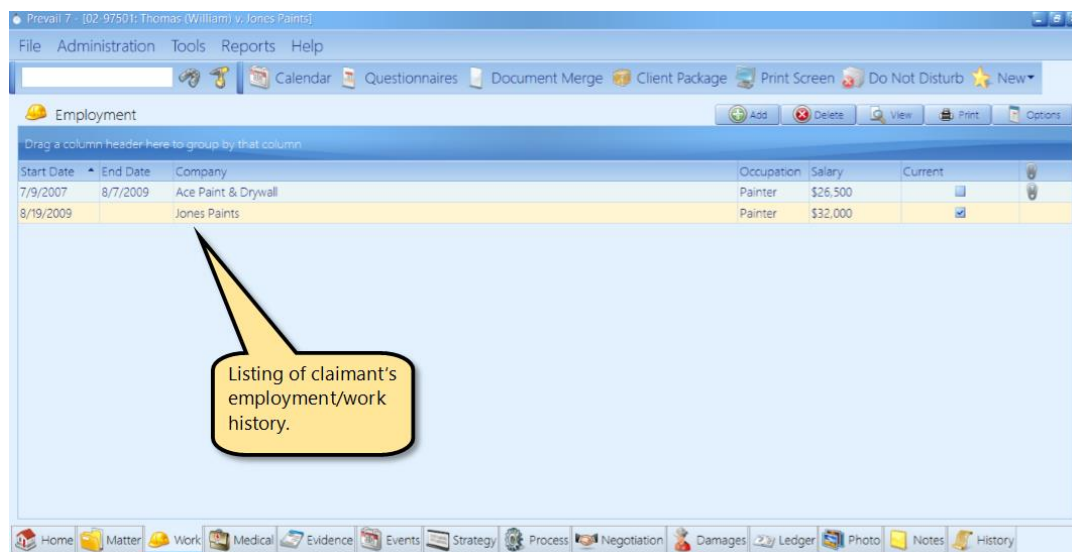 Prevail 7 - [02-97501: Thomas (William) v. Jones Paints]
File Administration Tools Reports Help
Calendar Questionnaires Document Merge Client Package Print Screen Do Not Disturb New
Employment Add Delete View Print Options
Drag a column header here to group by that column
Start Date End Date Company Occupation Salary Current
7/9/2007 8/7/2009 Ace Paint & Drywall Painter $26,500
8/19/2009 Jones Paints Painter $32,000
Listing of claimant's
employment/work
history.
Home Matter Work Medical Evidence Events Strategy Process Negotiation Damages Ledger Photo Notes History